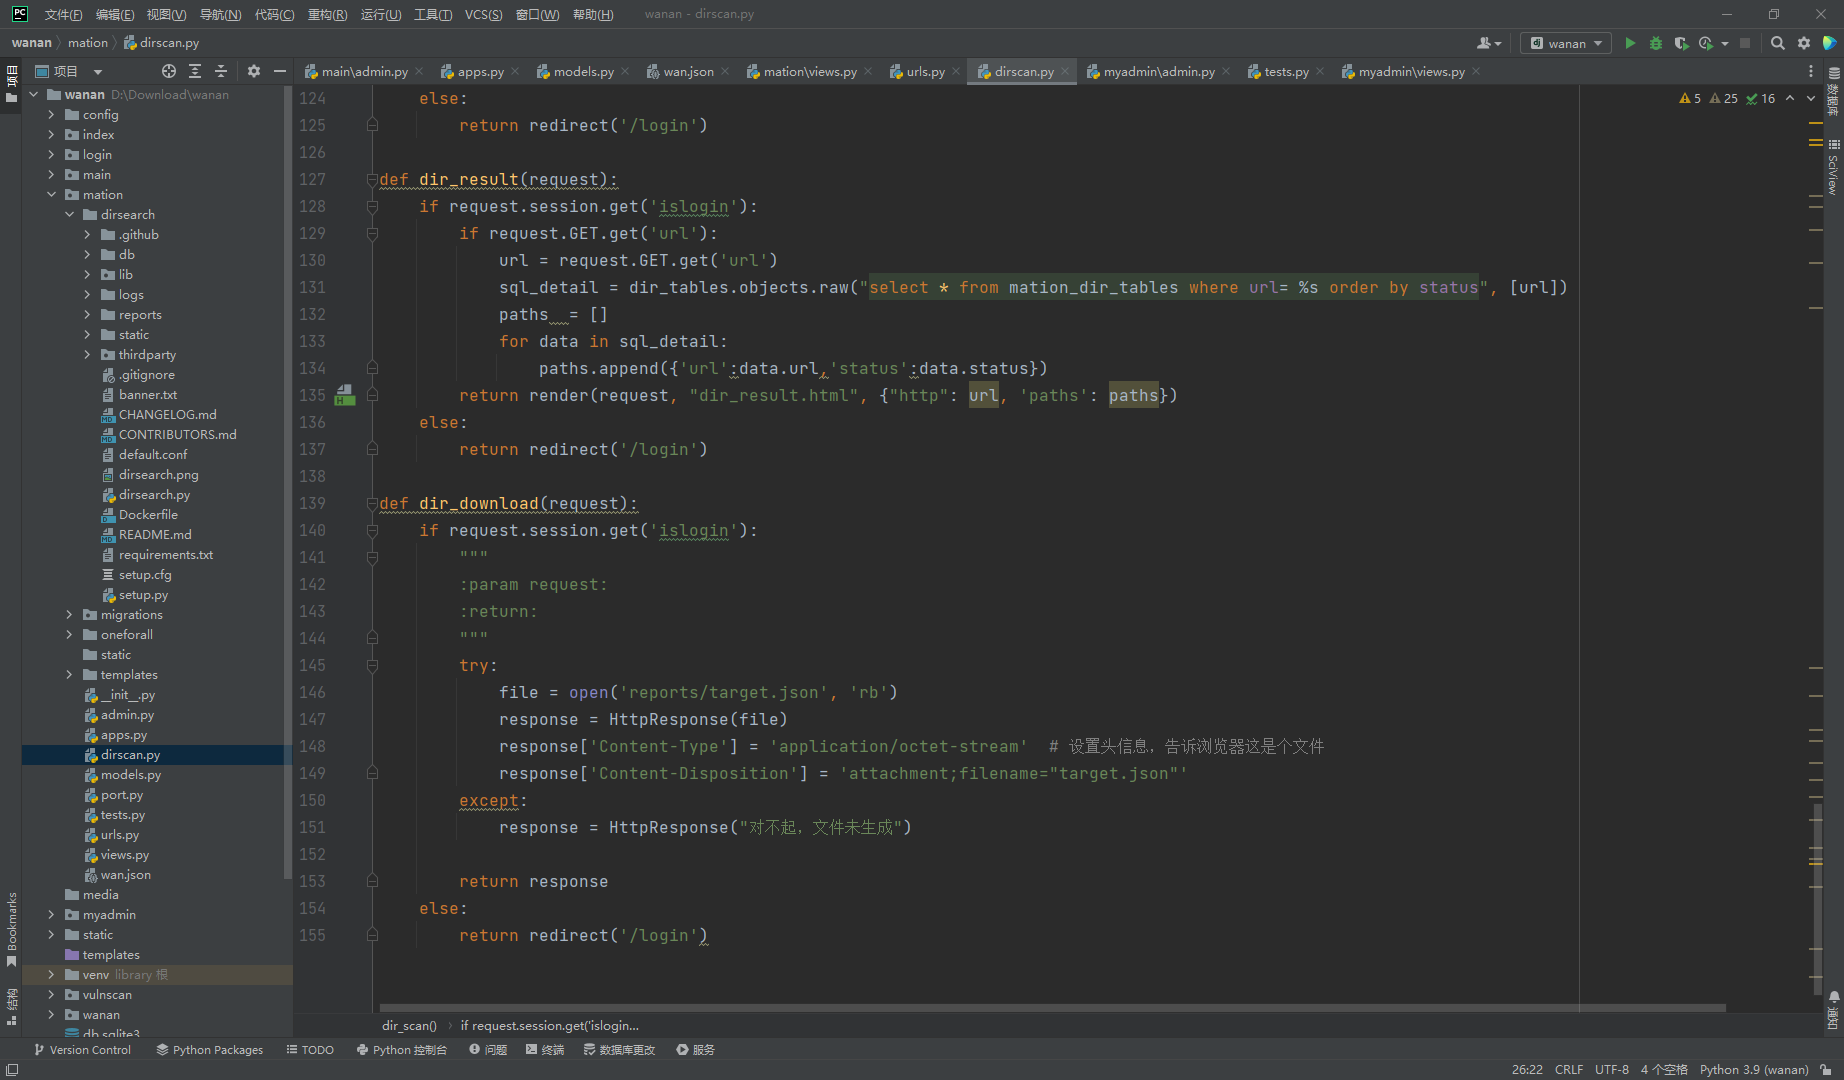 PC 文件(F) 编辑(E) 视图(V) 导航(N) 代码(C) 重构(R) 运行(U) 工具(T) VCS(S) 窗口(W) 帮助(H) wanan - dirscan.py
wanan mation dirscan.py wanan
项目 项目 main\admin.py apps.py models.py wan.json mation\views.py urls.py dirscan.py myadmin\admin.py tests.py myadmin\views.py
wanan D:\Download\wanan
config
index
login
main
mation
dirsearch
.github
db
lib
logs
reports
static
thirdparty
.gitignore
banner.txt
CHANGELOG.md
CONTRIBUTORS.md
default.conf
dirsearch.png
dirsearch.py
Dockerfile
README.md
requirements.txt
setup.cfg
setup.py
migrations
oneforall
static
templates
__init__.py
admin.py
apps.py
dirscan.py
models.py
port.py
tests.py
urls.py
views.py
wan.json
media
myadmin
static
templates
venv library 根
vulnscan
wanan
db.sqlite3
Bookmarks
结构
5 25 16
124 else:
125 return redirect('/login')
126
127 def dir_result(request):
128 if request.session.get('islogin'):
129 if request.GET.get('url'):
130 url = request.GET.get('url')
131 sql_detail = dir_tables.objects.raw("select * from mation_dir_tables where url= %s order by status", [url])
132 paths  = []
133 for data in sql_detail:
134 paths.append({'url':data.url,'status':data.status})
135 return render(request, "dir_result.html", {"http": url, 'paths': paths})
136 else:
137 return redirect('/login')
138
139 def dir_download(request):
140 if request.session.get('islogin'):
141 """
142 :param request:
143 :return:
144 """
145 try:
146 file = open('reports/target.json', 'rb')
147 response = HttpResponse(file)
148 response['Content-Type'] = 'application/octet-stream'  # 设置头信息，告诉浏览器这是个文件
149 response['Content-Disposition'] = 'attachment;filename="target.json"'
150 except:
151 response = HttpResponse("对不起，文件未生成")
152
153 return response
154 else:
155 return redirect('/login')
数据库
SciView
通知
dir_scan() if request.session.get('islogin...
Version Control Python Packages TODO Python 控制台 问题 终端 数据库更改 服务
26:22 CRLF UTF-8 4 个空格 Python 3.9 (wanan)